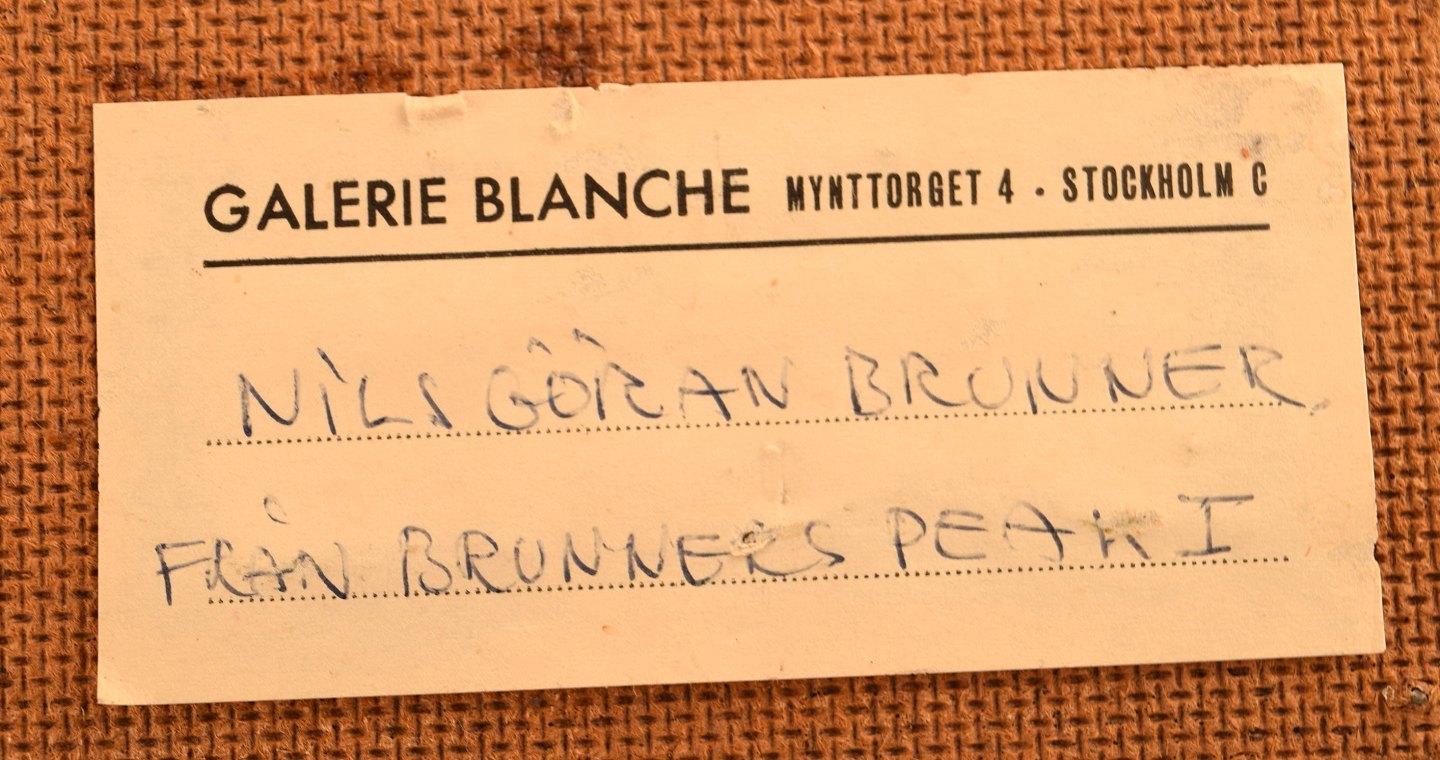 GALERIE BLANCHE MYNTTORGET 4 · STOCKHOLM C
NILS GÖRAN BRUNNER.
FRÅN BRUNNERS PEAK I